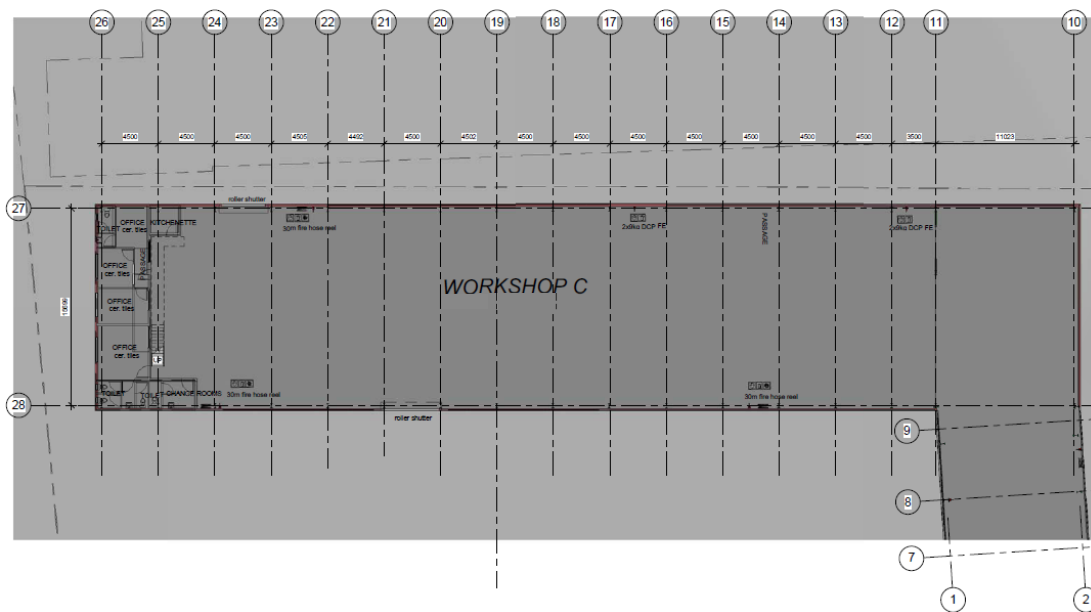 26 25 24 23 22 21 20 19 18 17 16 15 14 13 12 11 10
4500 4500 4500 4505 4492 4500 4502 4500 4500 4500 4500 4500 4500 4500 3500 11023
27
roller shutter
TOILET
OFFICE
cer. tiles
KITCHENETTE
30m fire hose reel
2x9kg DCP FE
PASSAGE
2x9kg DCP FE
PASSAGE
OFFICE
cer. tiles
WORKSHOP C
OFFICE
cer. tiles
OFFICE
cer. tiles
UP
TOILET
TOILET
CHANGE ROOMS
30m fire hose reel
30m fire hose reel
28
roller shutter
9
8
7
1
2